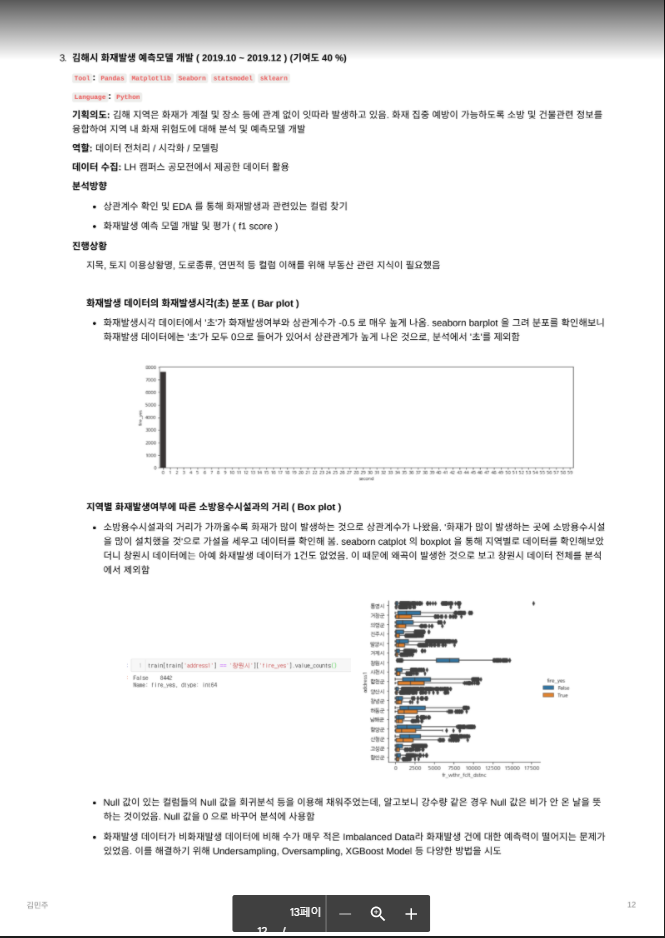 3. 김해시 화재발생 예측모델 개발 ( 2019.10 ~ 2019.12 ) (기여도 40 %)
Tool : Pandas Matplotlib Seaborn statsmodel sklearn
Language : Python
기획의도: 김해 지역은 화재가 계절 및 장소 등에 관계 없이 잇따라 발생하고 있음. 화재 집중 예방이 가능하도록 소방 및 건물관련 정보를
융합하여 지역 내 화재 위험도에 대해 분석 및 예측모델 개발
역할: 데이터 전처리 / 시각화 / 모델링
데이터 수집: LH 캠퍼스 공모전에서 제공한 데이터 활용
분석방향
• 상관계수 확인 및 EDA 를 통해 화재발생과 관련있는 컬럼 찾기
• 화재발생 예측 모델 개발 및 평가 ( f1 score )
진행상황
지목, 토지 이용상황명, 도로종류, 연면적 등 컬럼 이해를 위해 부동산 관련 지식이 필요했음
화재발생 데이터의 화재발생시각(초) 분포 ( Bar plot )
• 화재발생시각 데이터에서 '초'가 화재발생여부와 상관계수가 -0.5 로 매우 높게 나옴. seaborn barplot 을 그려 분포를 확인해보니
화재발생 데이터에는 '초'가 모두 0으로 들어가 있어서 상관관계가 높게 나온 것으로, 분석에서 '초'를 제외함
8000
7000
6000
5000
4000
3000
2000
1000
0
fire_yes
0 1 2 3 4 5 6 7 8 9 10 11 12 13 14 15 16 17 18 19 20 21 22 23 24 25 26 27 28 29 30 31 32 33 34 35 36 37 38 39 40 41 42 43 44 45 46 47 48 49 50 51 52 53 54 55 56 57 58 59
second
지역별 화재발생여부에 따른 소방용수시설과의 거리 ( Box plot )
• 소방용수시설과의 거리가 가까울수록 화재가 많이 발생하는 것으로 상관계수가 나왔음. '화재가 많이 발생하는 곳에 소방용수시설
을 많이 설치했을 것'으로 가설을 세우고 데이터를 확인해 봄. seaborn catplot 의 boxplot 을 통해 지역별로 데이터를 확인해보았
더니 창원시 데이터에는 아예 화재발생 데이터가 1건도 없었음. 이 때문에 왜곡이 발생한 것으로 보고 창원시 데이터 전체를 분석
에서 제외함
1 train[train['address1'] == '창원시']['fire_yes'].value_counts()
False 6442
Name: fire_yes, dtype: int64
통영시
거창군
의령군
진주시
밀양시
거제시
창원시
사천시
합천군
양산시
창녕군
하동군
남해군
함양군
산청군
고성군
함안군
address1
fire_yes
False
True
0 2500 5000 7500 10000 12500 15000 17500
fr_wthr_fclt_dstnc
• Null 값이 있는 컬럼들의 Null 값을 회귀분석 등을 이용해 채워주었는데, 알고보니 강수량 같은 경우 Null 값은 비가 안 온 날을 뜻
하는 것이었음. Null 값을 0 으로 바꾸어 분석에 사용함
• 화재발생 데이터가 비화재발생 데이터에 비해 수가 매우 적은 Imbalanced Data라 화재발생 건에 대한 예측력이 떨어지는 문제가
있었음. 이를 해결하기 위해 Undersampling, Oversampling, XGBoost Model 등 다양한 방법을 시도
김민주
12
13페이
12 /